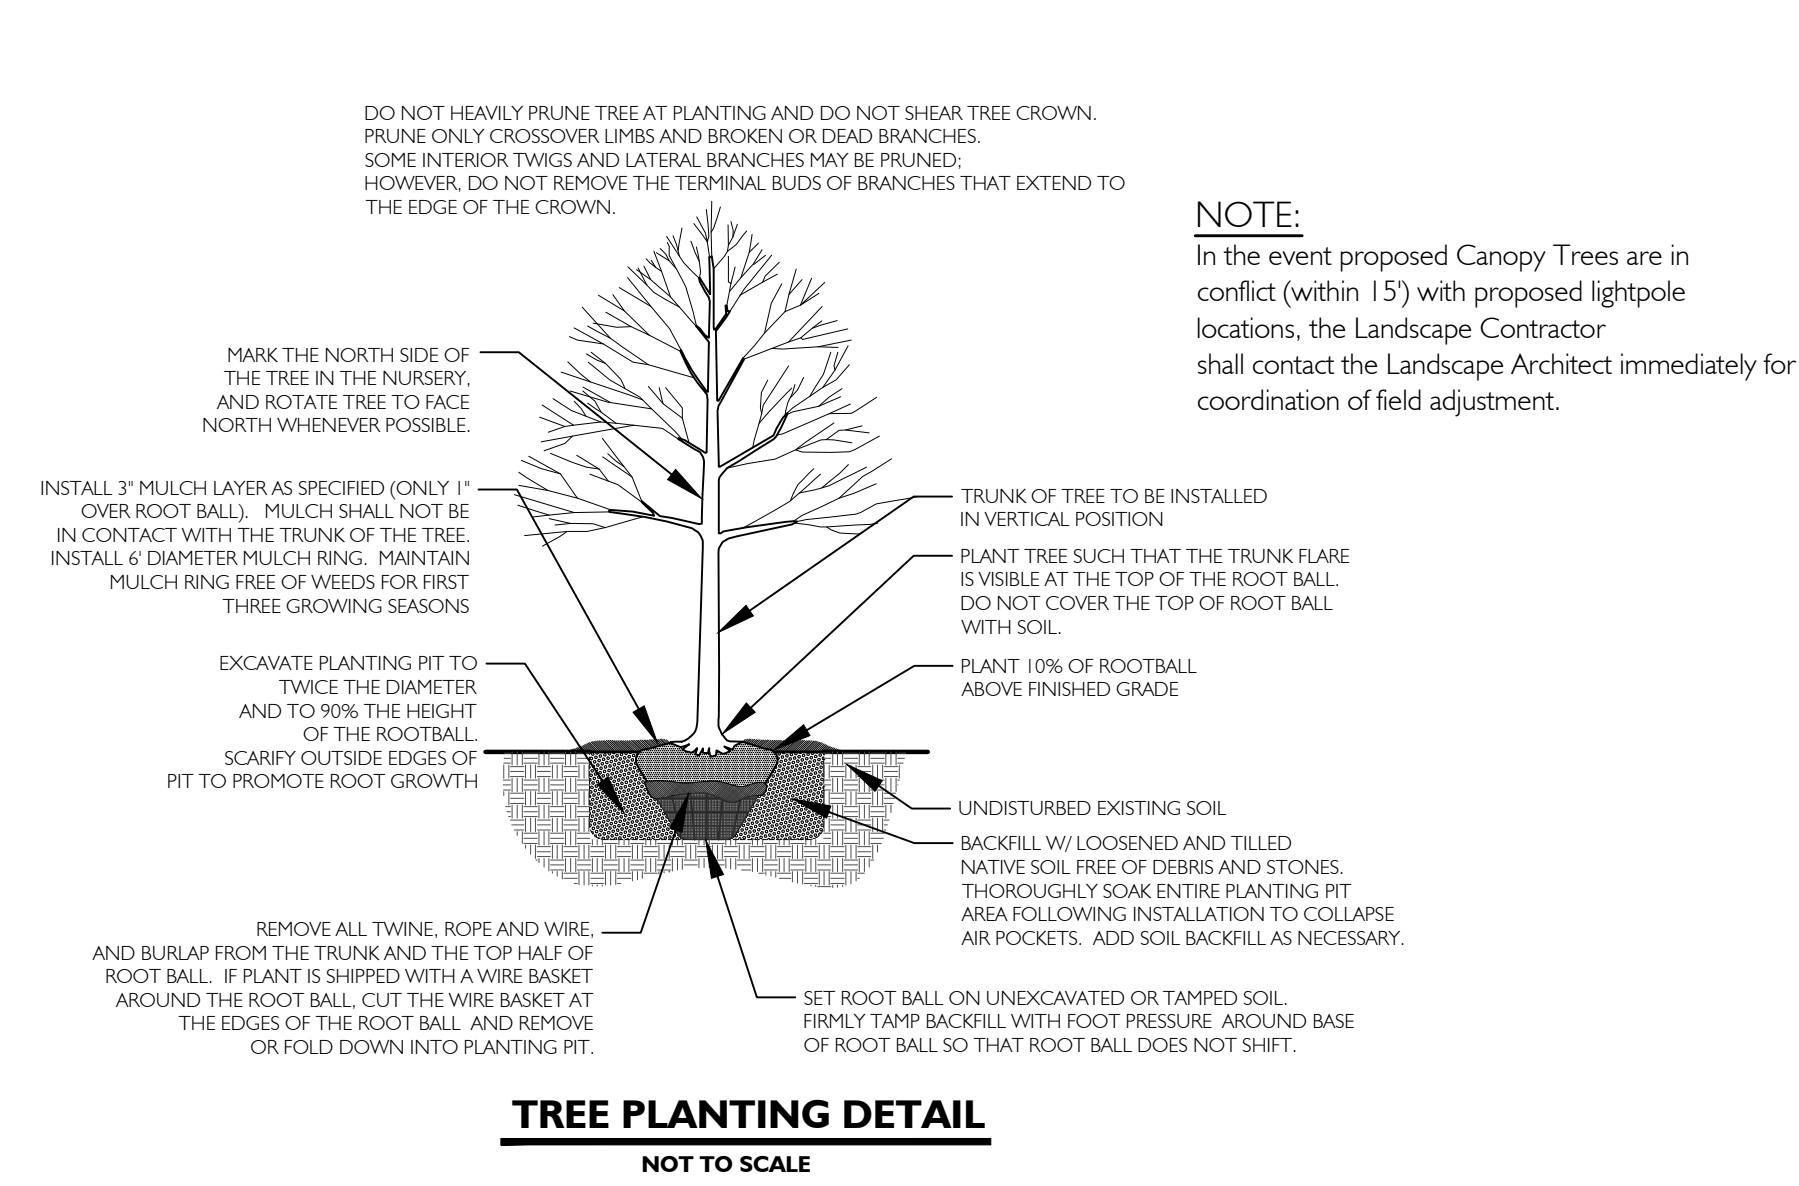 DO NOT HEAVILY PRUNE TREE AT PLANTING AND DO NOT SHEAR TREE CROWN.
PRUNE ONLY CROSSOVER LIMBS AND BROKEN OR DEAD BRANCHES.
SOME INTERIOR TWIGS AND LATERAL BRANCHES MAY BE PRUNED;
HOWEVER, DO NOT REMOVE THE TERMINAL BUDS OF BRANCHES THAT EXTEND TO
THE EDGE OF THE CROWN.
NOTE:
In the event proposed Canopy Trees are in
conflict (within 15') with proposed lightpole
locations, the Landscape Contractor
shall contact the Landscape Architect immediately for
coordination of field adjustment.
MARK THE NORTH SIDE OF
THE TREE IN THE NURSERY,
AND ROTATE TREE TO FACE
NORTH WHENEVER POSSIBLE.
INSTALL 3" MULCH LAYER AS SPECIFIED (ONLY 1"
OVER ROOT BALL). MULCH SHALL NOT BE
IN CONTACT WITH THE TRUNK OF THE TREE.
INSTALL 6' DIAMETER MULCH RING. MAINTAIN
MULCH RING FREE OF WEEDS FOR FIRST
THREE GROWING SEASONS
EXCAVATE PLANTING PIT TO
TWICE THE DIAMETER
AND TO 90% THE HEIGHT
OF THE ROOTBALL.
SCARIFY OUTSIDE EDGES OF
PIT TO PROMOTE ROOT GROWTH
REMOVE ALL TWINE, ROPE AND WIRE,
AND BURLAP FROM THE TRUNK AND THE TOP HALF OF
ROOT BALL. IF PLANT IS SHIPPED WITH A WIRE BASKET
AROUND THE ROOT BALL, CUT THE WIRE BASKET AT
THE EDGES OF THE ROOT BALL AND REMOVE
OR FOLD DOWN INTO PLANTING PIT.
TRUNK OF TREE TO BE INSTALLED
IN VERTICAL POSITION
PLANT TREE SUCH THAT THE TRUNK FLARE
IS VISIBLE AT THE TOP OF THE ROOT BALL.
DO NOT COVER THE TOP OF ROOT BALL
WITH SOIL.
PLANT 10% OF ROOTBALL
ABOVE FINISHED GRADE
UNDISTURBED EXISTING SOIL
BACKFILL W/ LOOSENED AND TILLED
NATIVE SOIL FREE OF DEBRIS AND STONES.
THOROUGHLY SOAK ENTIRE PLANTING PIT
AREA FOLLOWING INSTALLATION TO COLLAPSE
AIR POCKETS. ADD SOIL BACKFILL AS NECESSARY.
SET ROOT BALL ON UNEXCAVATED OR TAMPED SOIL.
FIRMLY TAMP BACKFILL WITH FOOT PRESSURE AROUND BASE
OF ROOT BALL SO THAT ROOT BALL DOES NOT SHIFT.
TREE PLANTING DETAIL
NOT TO SCALE